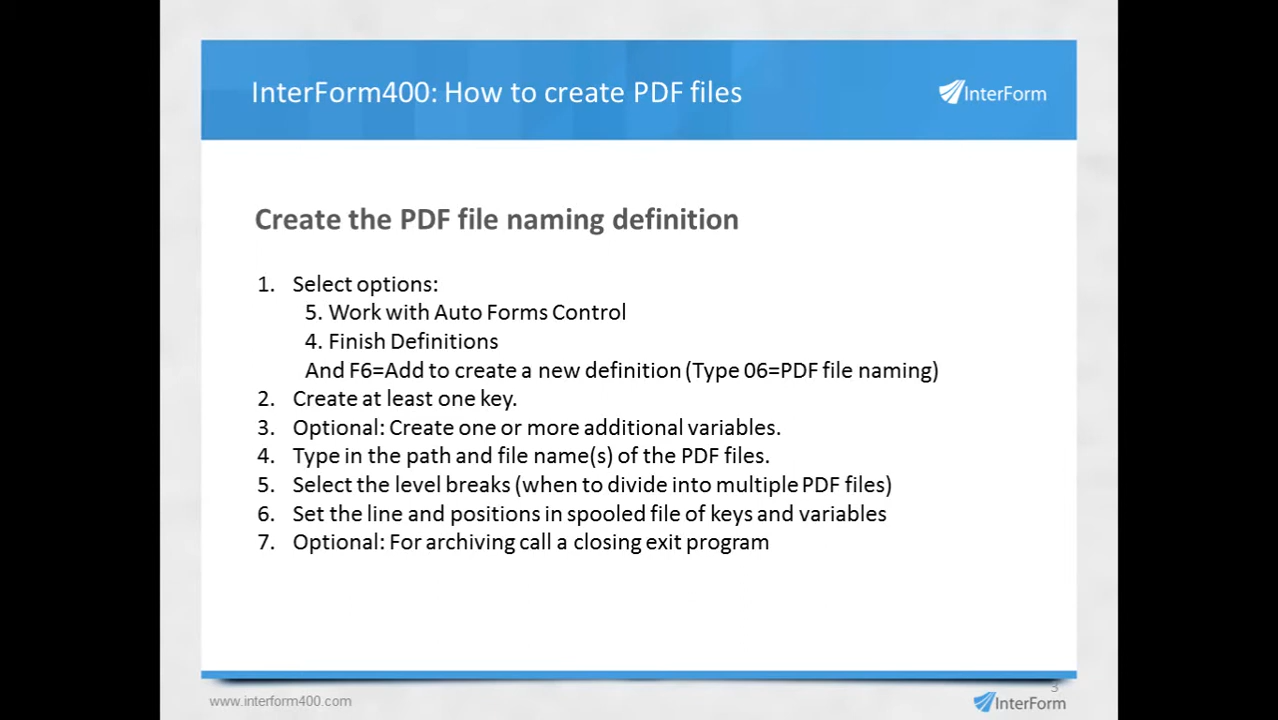 InterForm400: How to create PDF files
InterForm
Create the PDF file naming definition
1. Select options:
5. Work with Auto Forms Control
4. Finish Definitions
And F6=Add to create a new definition (Type 06=PDF file naming)
2. Create at least one key.
3. Optional: Create one or more additional variables.
4. Type in the path and file name(s) of the PDF files.
5. Select the level breaks (when to divide into multiple PDF files)
6. Set the line and positions in spooled file of keys and variables
7. Optional: For archiving call a closing exit program
3
www.interform400.com
InterForm